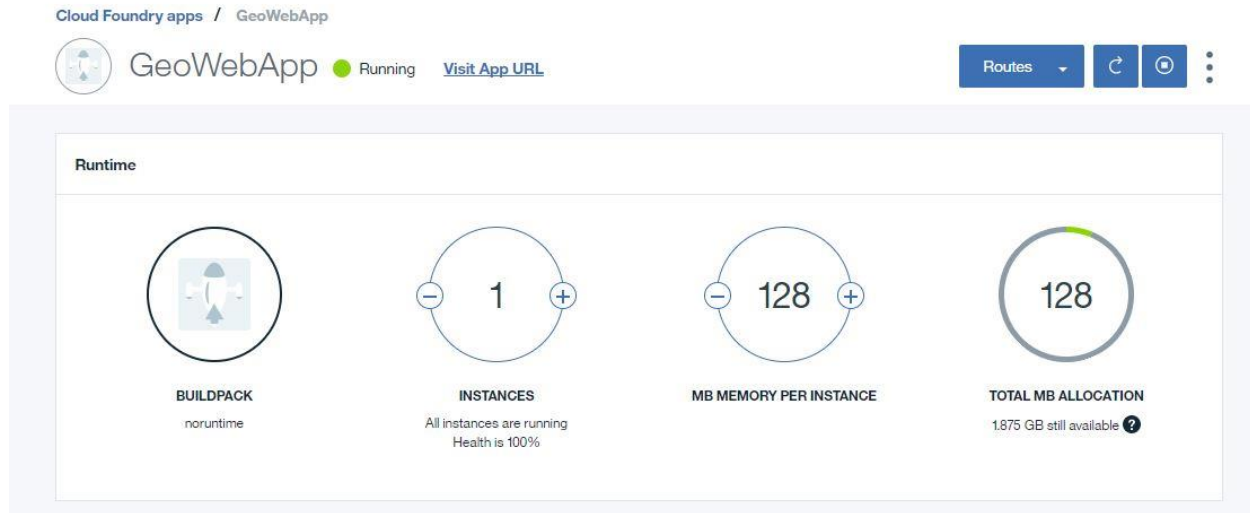 Cloud Foundry apps / GeoWebApp
GeoWebApp Running Visit App URL
Routes
Runtime
1
128
128
BUILDPACK
noruntime
INSTANCES
All instances are running
Health is 100%
MB MEMORY PER INSTANCE
TOTAL MB ALLOCATION
1.875 GB still available ?